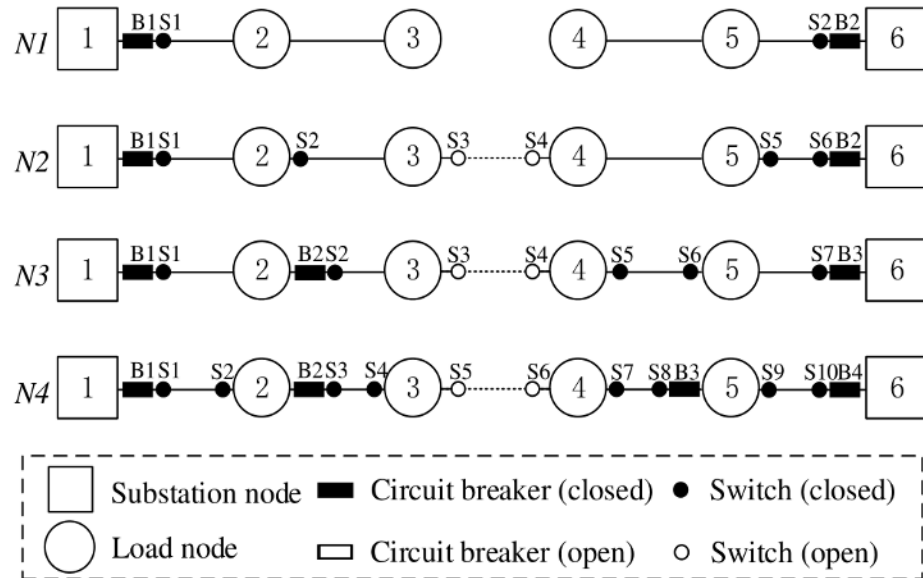 N1 1 B1 S1 2 3 4 5 S2 B2 6
N2 1 B1 S1 2 S2 3 S3 S4 4 5 S5 S6 B2 6
N3 1 B1 S1 2 B2 S2 3 S3 S4 4 S5 S6 5 S7 B3 6
N4 1 B1 S1 S2 2 B2 S3 S4 3 S5 S6 4 S7 S8 B3 5 S9 S10 B4 6
Substation node Circuit breaker (closed) Switch (closed)
Load node Circuit breaker (open) Switch (open)